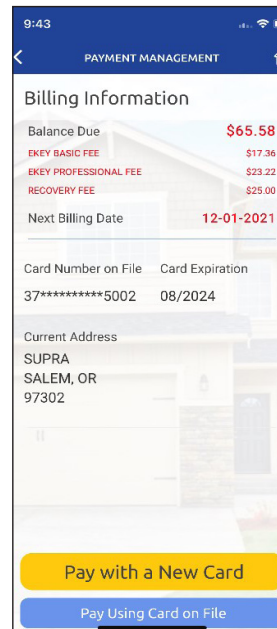 9:43
PAYMENT MANAGEMENT
Billing Information
Balance Due $65.58
EKEY BASIC FEE $17.36
EKEY PROFESSIONAL FEE $23.22
RECOVERY FEE $25.00
Next Billing Date 12-01-2021
Card Number on File Card Expiration
37**********5002 08/2024
Current Address
SUPRA
SALEM, OR
97302
Pay with a New Card
Pay Using Card on File